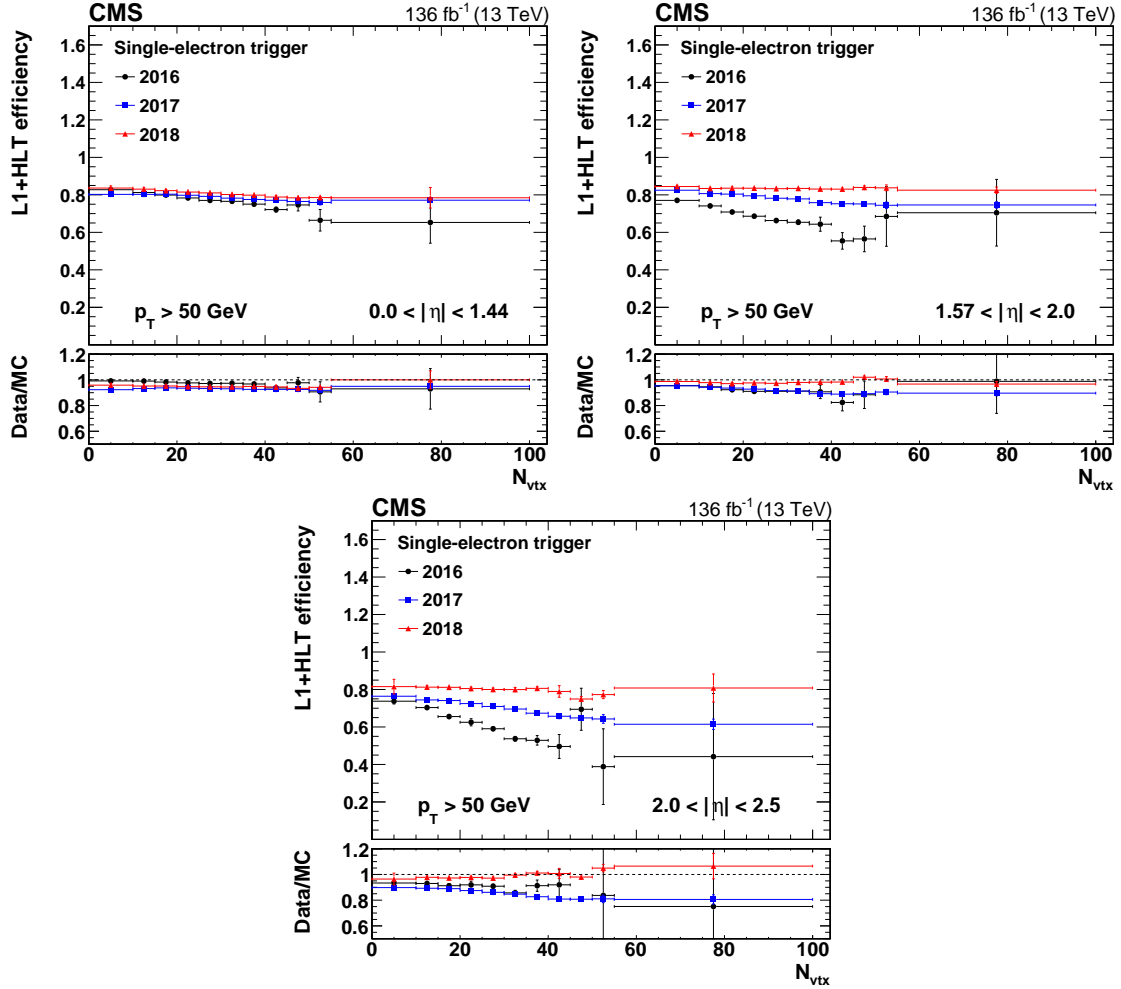 CMS 136 fb⁻¹ (13 TeV)
L1+HLT efficiency
1.6
1.4
1.2
1
0.8
0.6
0.4
0.2
Single-electron trigger
2016
2017
2018
p_T > 50 GeV 0.0 < |η| < 1.44
Data/MC
1.2
1
0.8
0.6
0 20 40 60 80 100
N_vtx
CMS 136 fb⁻¹ (13 TeV)
L1+HLT efficiency
1.6
1.4
1.2
1
0.8
0.6
0.4
0.2
Single-electron trigger
2016
2017
2018
p_T > 50 GeV 1.57 < |η| < 2.0
Data/MC
1.2
1
0.8
0.6
0 20 40 60 80 100
N_vtx
CMS 136 fb⁻¹ (13 TeV)
L1+HLT efficiency
1.6
1.4
1.2
1
0.8
0.6
0.4
0.2
Single-electron trigger
2016
2017
2018
p_T > 50 GeV 2.0 < |η| < 2.5
Data/MC
1.2
1
0.8
0.6
0 20 40 60 80 100
N_vtx